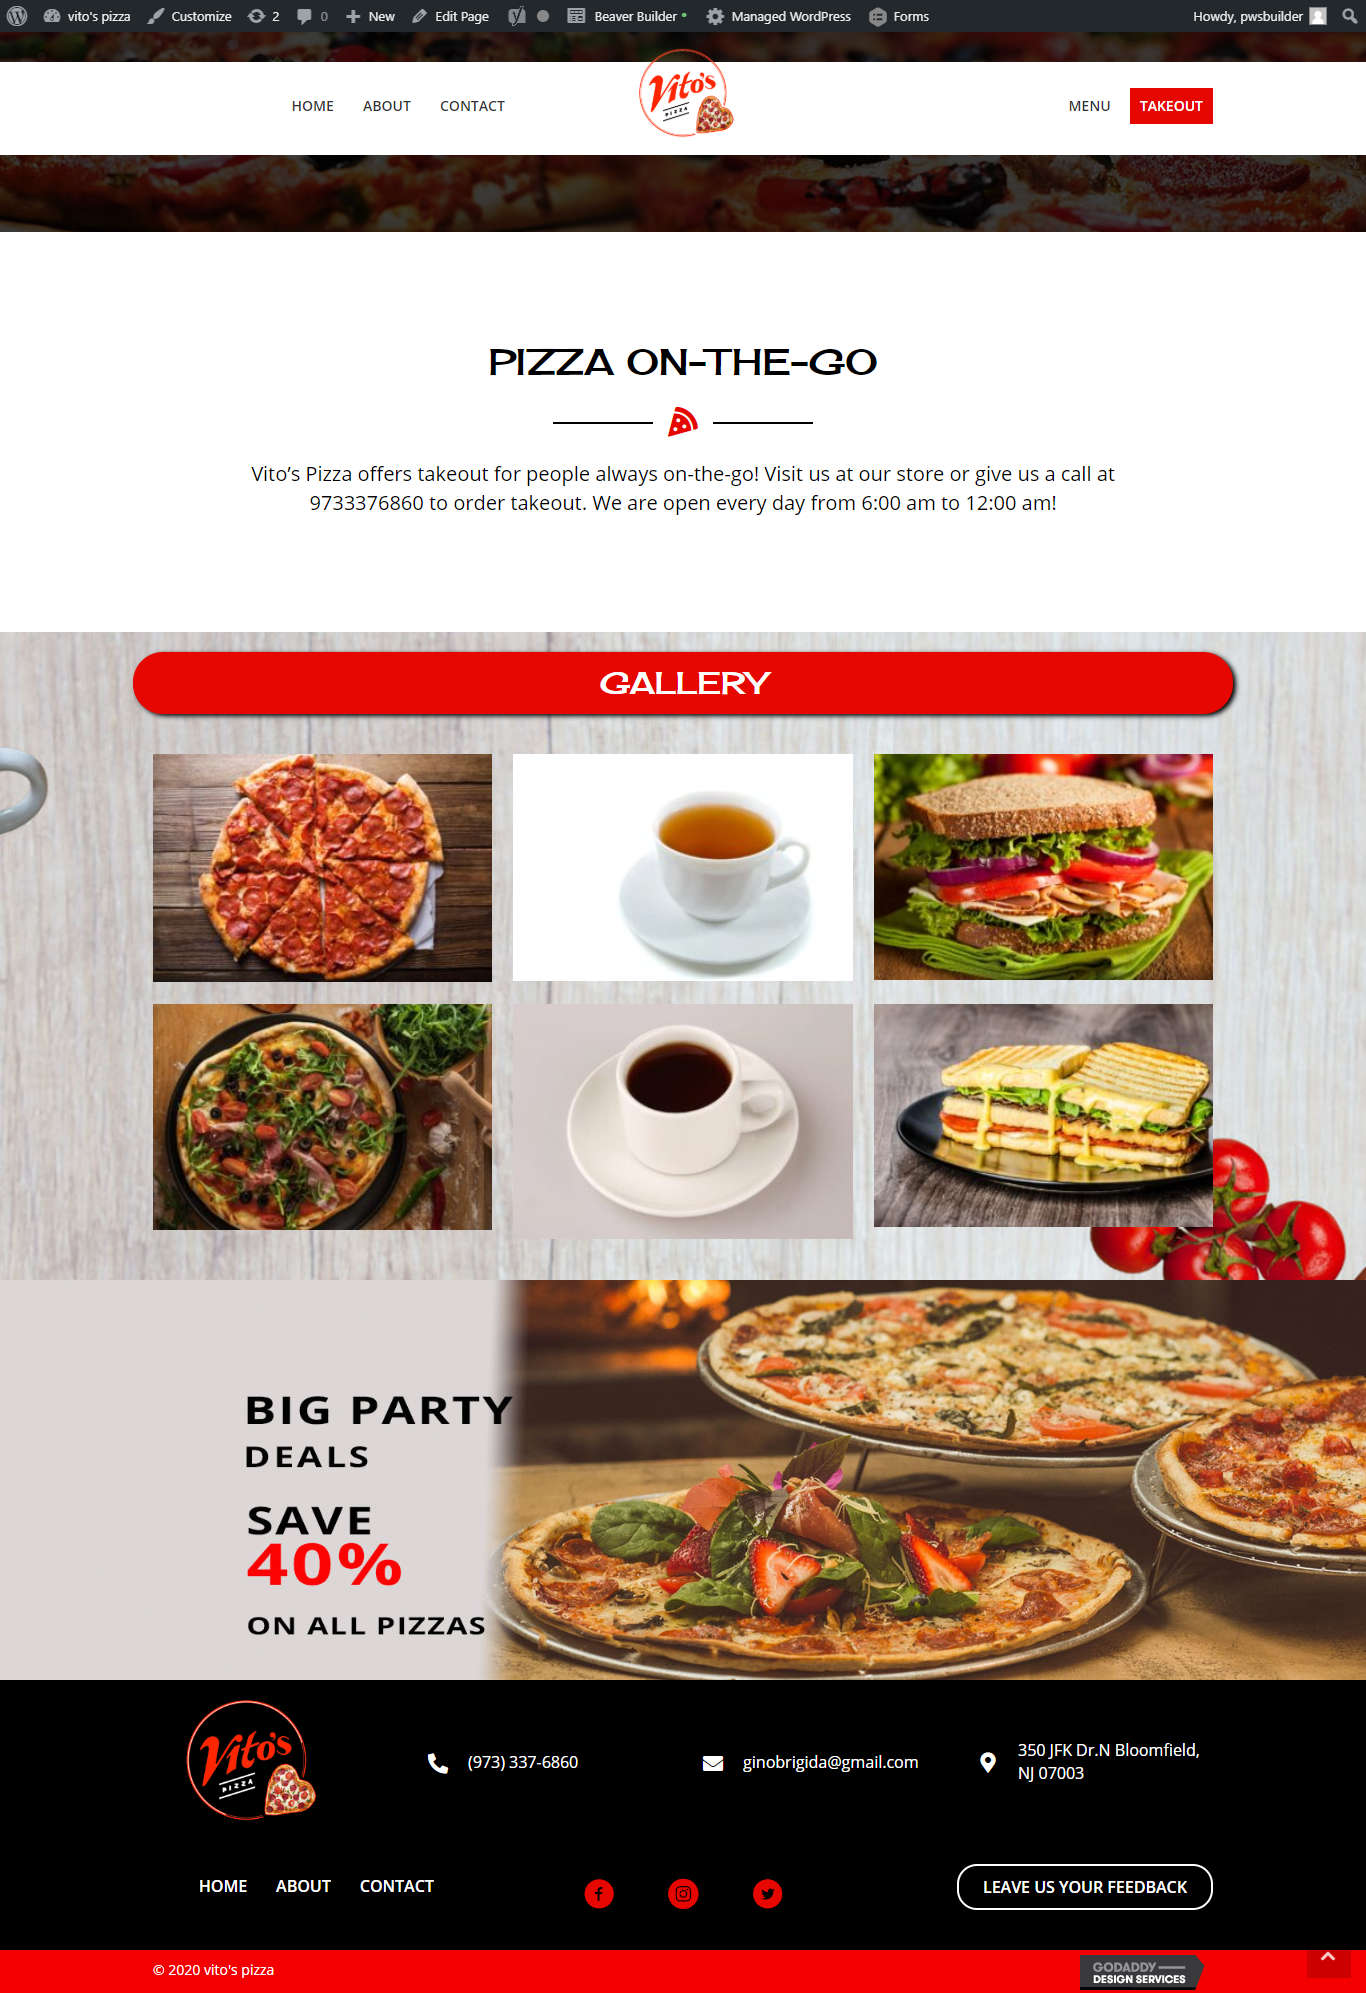 vito's pizza Customize 2 0 New Edit Page Beaver Builder Managed WordPress Forms Howdy, pwsbuilder
HOME ABOUT CONTACT
Vito's
PIZZA
MENU TAKEOUT
PIZZA ON-THE-GO
Vito’s Pizza offers takeout for people always on-the-go! Visit us at our store or give us a call at
9733376860 to order takeout. We are open every day from 6:00 am to 12:00 am!
GALLERY
BIG PARTY
DEALS
SAVE
40%
ON ALL PIZZAS
Vito's
PIZZA
(973) 337-6860
ginobrigida@gmail.com
350 JFK Dr.N Bloomfield,
NJ 07003
HOME ABOUT CONTACT
LEAVE US YOUR FEEDBACK
© 2020 vito's pizza
GODADDY
DESIGN SERVICES